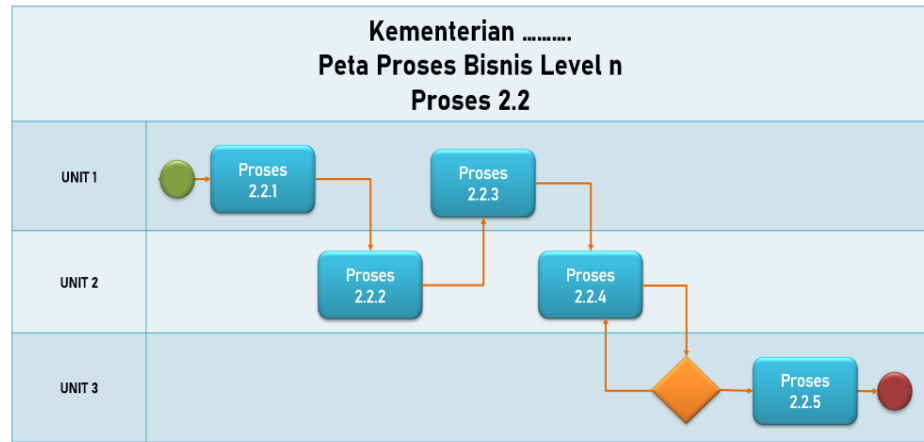 Kementerian ..........
Peta Proses Bisnis Level n
Proses 2.2
UNIT 1
Proses
2.2.1
Proses
2.2.3
UNIT 2
Proses
2.2.2
Proses
2.2.4
UNIT 3
Proses
2.2.5